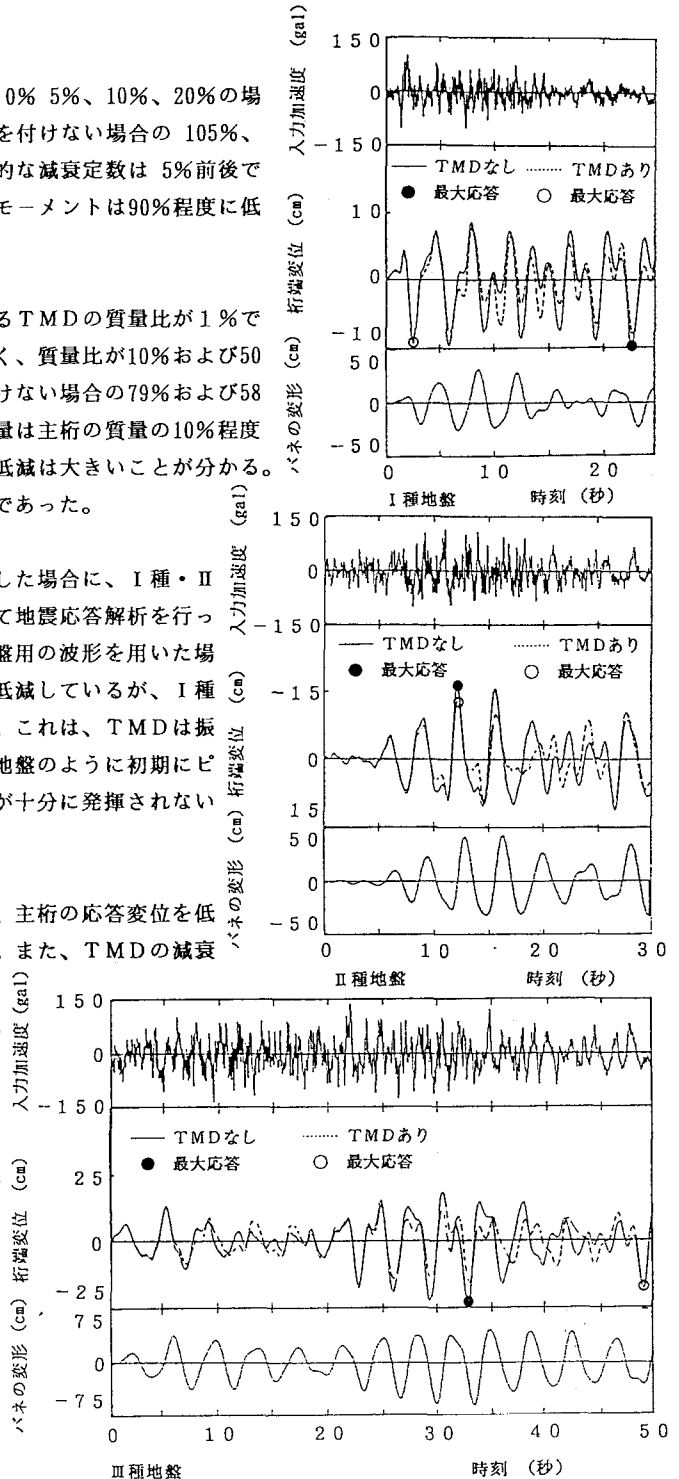 0% 5%、10%、20%の場
を付けない場合の 105%、
的な減衰定数は 5%前後で
モーメントは90%程度に低
るTMDの質量比が1%で
く、質量比が10%および50
けない場合の79%および58
量は主桁の質量の10%程度
低減は大きいことが分かる。
であった。
した場合に、I種・II
て地震応答解析を行っ
盤用の波形を用いた場
低減しているが、I種
これは、TMDは振
地盤のように初期にピ
が十分に発揮されない
主桁の応答変位を低
また、TMDの減衰
入力加速度 (gal)
150
0
-150
TMDなし
TMDあり
最大応答
最大応答
桁端変位 (cm)
10
0
-10
バネの変形 (cm)
50
0
-50
0 10 20
I種地盤 時刻 (秒)
入力加速度 (gal)
150
0
-150
TMDなし
TMDあり
最大応答
最大応答
桁端変位 (cm)
-15
0
15
バネの変形 (cm)
50
0
-50
0 10 20 30
II種地盤 時刻 (秒)
入力加速度 (gal)
150
0
-150
TMDなし
TMDあり
最大応答
最大応答
桁端変位 (cm)
25
0
-25
バネの変形 (cm)
75
0
-75
0 10 20 30 40 50
III種地盤 時刻 (秒)